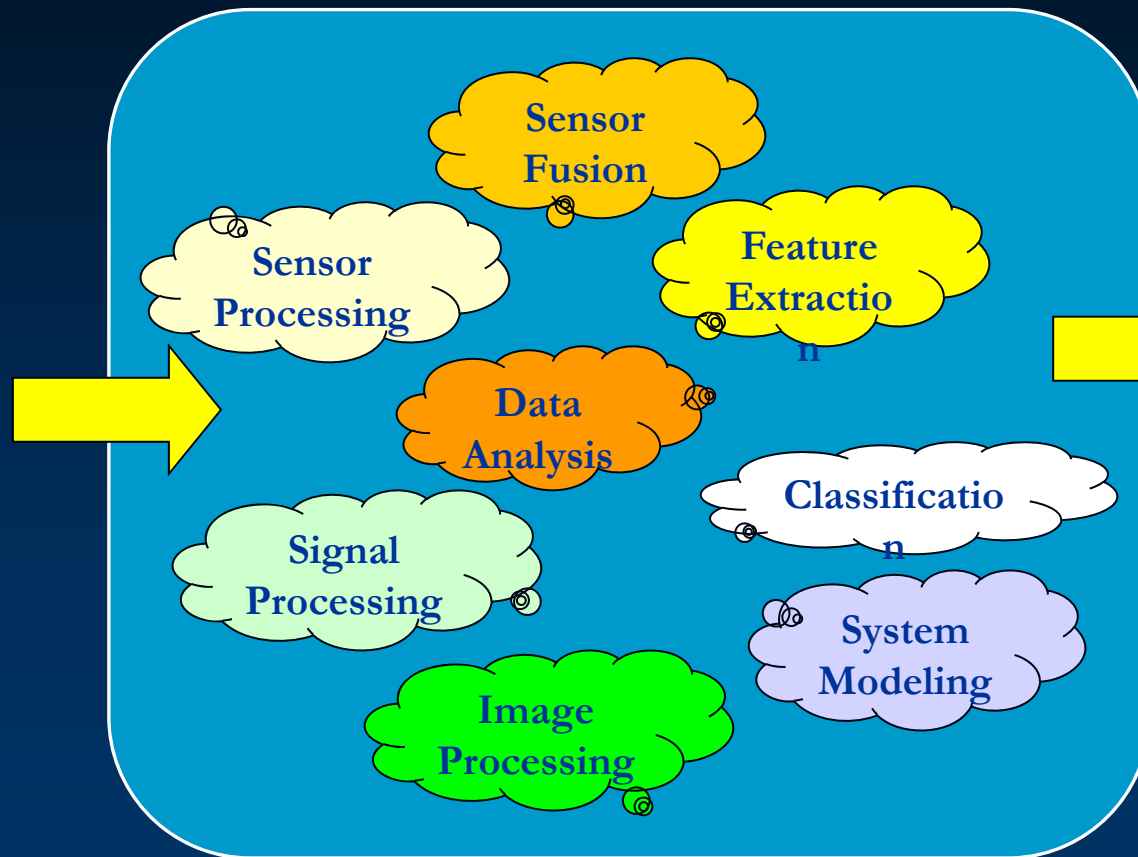 Sensor
Fusion
Sensor
Processing
Feature
Extractio
n
Data
Analysis
Classificatio
n
Signal
Processing
System
Modeling
Image
Processing